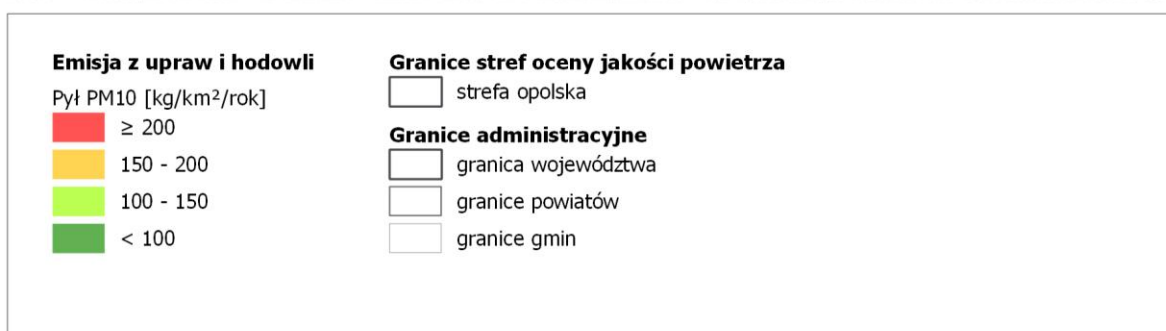 Emisja z upraw i hodowli
Pył PM10 [kg/km²/rok]
≥ 200
150 - 200
100 - 150
< 100
Granice stref oceny jakości powietrza
strefa opolska
Granice administracyjne
granica województwa
granice powiatów
granice gmin